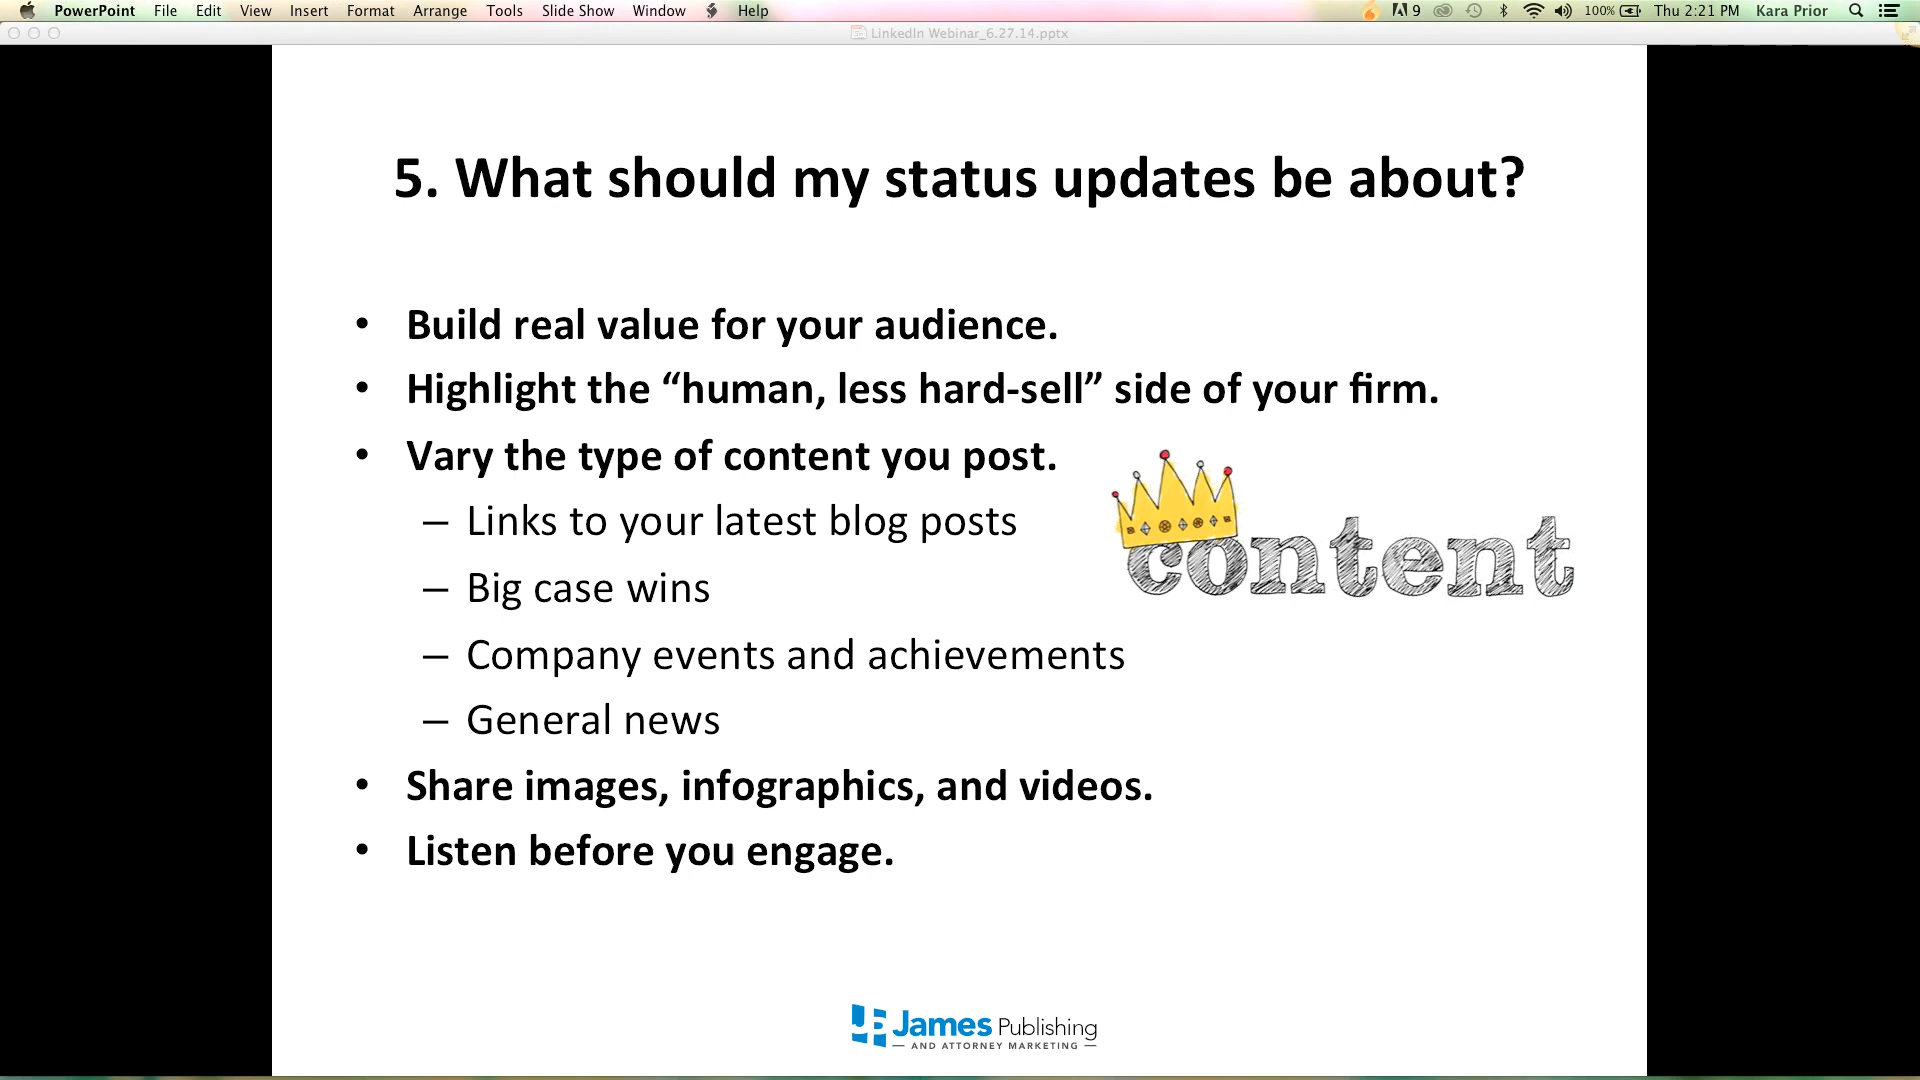 PowerPoint File Edit View Insert Format Arrange Tools Slide Show Window Help 9 100% Thu 2:21 PM Kara Prior
LinkedIn Webinar_6.27.14.pptx
5. What should my status updates be about?
• Build real value for your audience.
• Highlight the “human, less hard-sell” side of your firm.
• Vary the type of content you post.
– Links to your latest blog posts
– Big case wins
– Company events and achievements
– General news
• Share images, infographics, and videos.
• Listen before you engage.
content
James Publishing
— AND ATTORNEY MARKETING —